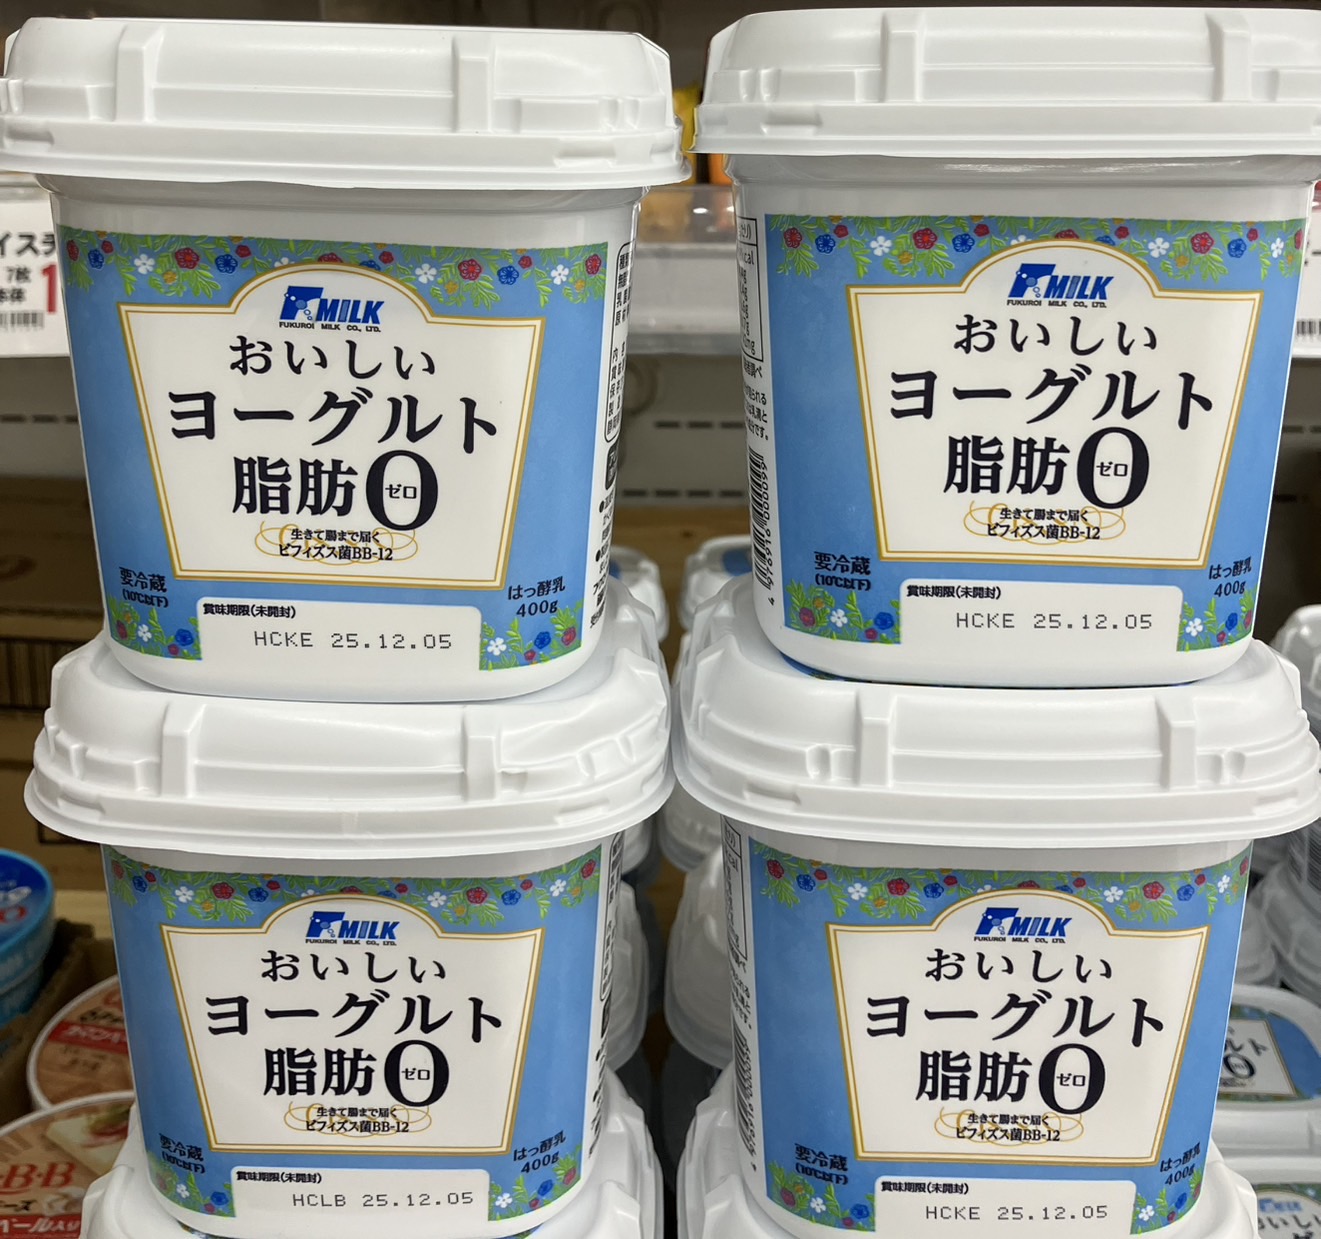 MILK
FUKUROI MILK CO., LTD.
おいしい
ヨーグルト
脂肪0
ゼロ
生きて腸まで届く
ビフィズス菌BB-12
要冷蔵
(10℃以下)
はっ酵乳
400g
賞味期限(未開封)
HCKE 25.12.05
MILK
FUKUROI MILK CO., LTD.
おいしい
ヨーグルト
脂肪0
ゼロ
生きて腸まで届く
ビフィズス菌BB-12
要冷蔵
(10℃以下)
はっ酵乳
400g
賞味期限(未開封)
HCKE 25.12.05
MILK
FUKUROI MILK CO., LTD.
おいしい
ヨーグルト
脂肪0
ゼロ
生きて腸まで届く
ビフィズス菌BB-12
要冷蔵
(10℃以下)
はっ酵乳
400g
賞味期限(未開封)
HCLB 25.12.05
MILK
FUKUROI MILK CO., LTD.
おいしい
ヨーグルト
脂肪0
ゼロ
生きて腸まで届く
ビフィズス菌BB-12
要冷蔵
(10℃以下)
はっ酵乳
400g
賞味期限(未開封)
HCKE 25.12.05
7枚